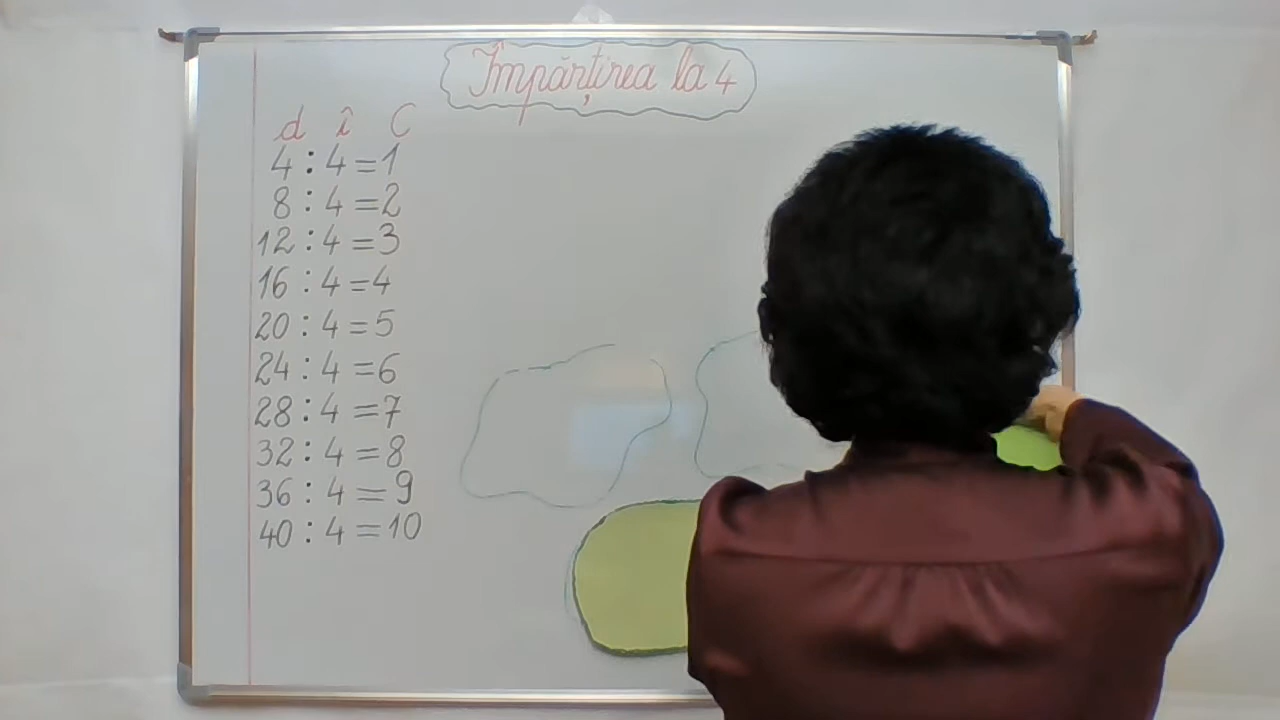 Împărțirea la 4
d î C
4 : 4 = 1
8 : 4 = 2
12 : 4 = 3
16 : 4 = 4
20 : 4 = 5
24 : 4 = 6
28 : 4 = 7
32 : 4 = 8
36 : 4 = 9
40 : 4 = 10